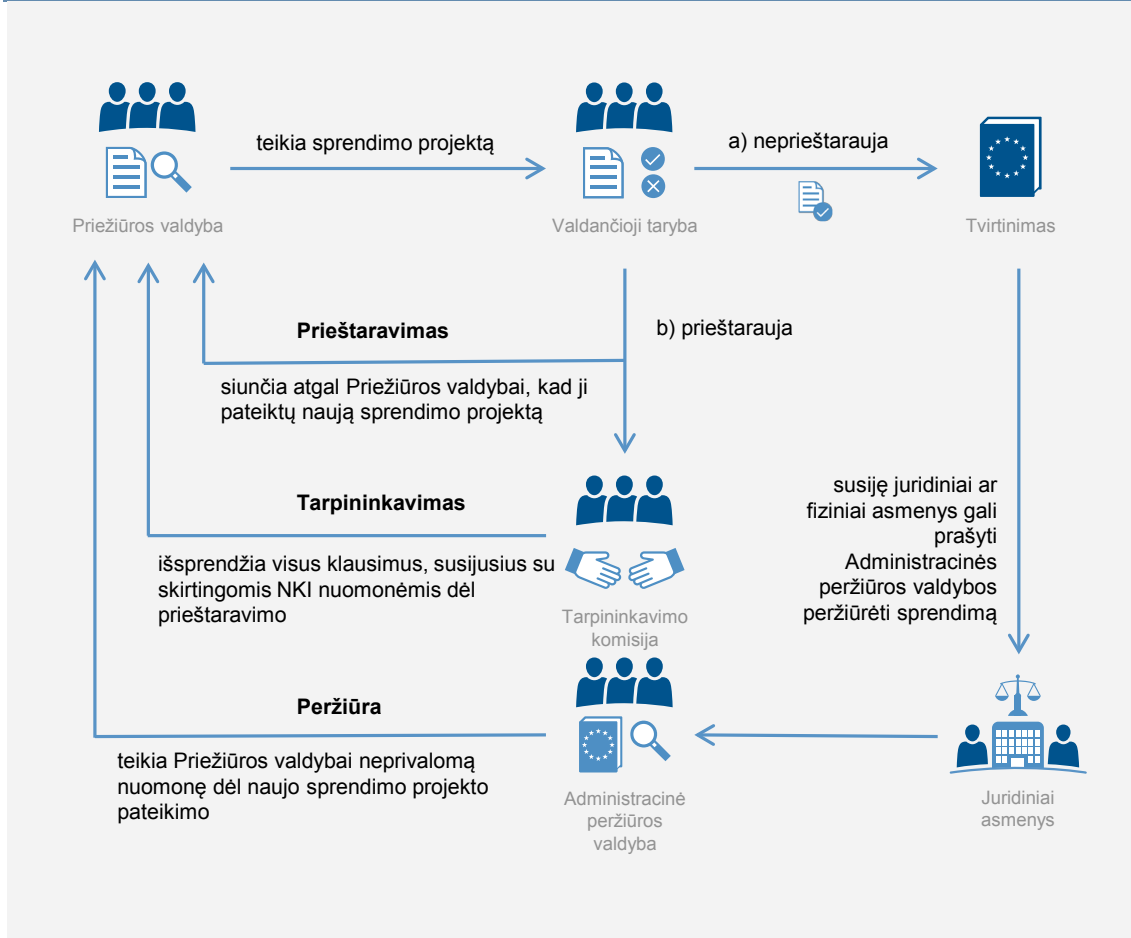 teikia sprendimo projektą
a) neprieštarauja
Priežiūros valdyba
Valdančioji taryba
Tvirtinimas
Prieštaravimas
b) prieštarauja
siunčia atgal Priežiūros valdybai, kad ji
pateiktų naują sprendimo projektą
Tarpininkavimas
išsprendžia visus klausimus, susijusius su
skirtingomis NKI nuomonėmis dėl
prieštaravimo
Tarpininkavimo
komisija
susiję juridiniai ar
fiziniai asmenys gali
prašyti
Administracinės
peržiūros valdybos
peržiūrėti sprendimą
Peržiūra
teikia Priežiūros valdybai neprivalomą
nuomonę dėl naujo sprendimo projekto
pateikimo
Administracinė
peržiūros
valdyba
Juridiniai
asmenys